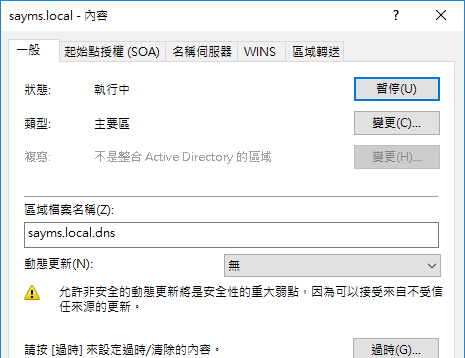 sayms.local - 內容
一般 起始點授權 (SOA) 名稱伺服器 WINS 區域轉送
狀態: 執行中 暫停(U)
類型: 主要區 變更(C)...
複寫: 不是整合 Active Directory 的區域 變更(H)...
區域檔案名稱(Z):
sayms.local.dns
動態更新(N): 無
允許非安全的動態更新將是安全性的重大弱點，因為可以接受來自不受信
任來源的更新。
請按 [過時] 來設定過時/清除的內容。 過時(G)...